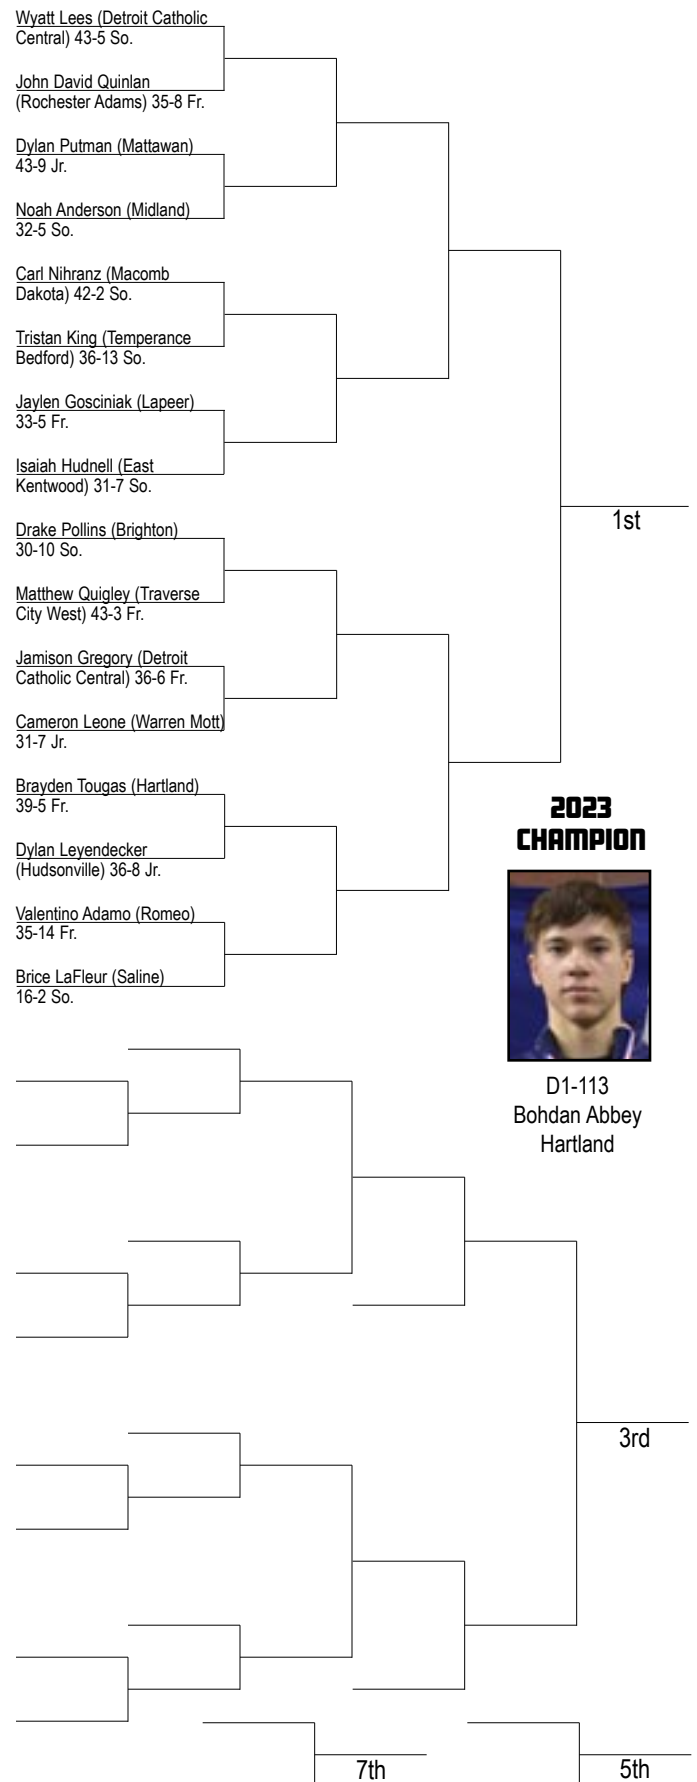 Wyatt Lees (Detroit Catholic
Central) 43-5 So.
John David Quinlan
(Rochester Adams) 35-8 Fr.
Dylan Putman (Mattawan)
43-9 Jr.
Noah Anderson (Midland)
32-5 So.
Carl Nihranz (Macomb
Dakota) 42-2 So.
Tristan King (Temperance
Bedford) 36-13 So.
Jaylen Gosciniak (Lapeer)
33-5 Fr.
Isaiah Hudnell (East
Kentwood) 31-7 So.
1st
Drake Pollins (Brighton)
30-10 So.
Matthew Quigley (Traverse
City West) 43-3 Fr.
Jamison Gregory (Detroit
Catholic Central) 36-6 Fr.
Cameron Leone (Warren Mott)
31-7 Jr.
Brayden Tougas (Hartland)
39-5 Fr.
Dylan Leyendecker
(Hudsonville) 36-8 Jr.
Valentino Adamo (Romeo)
35-14 Fr.
Brice LaFleur (Saline)
16-2 So.
2023
CHAMPION
D1-113
Bohdan Abbey
Hartland
3rd
7th
5th